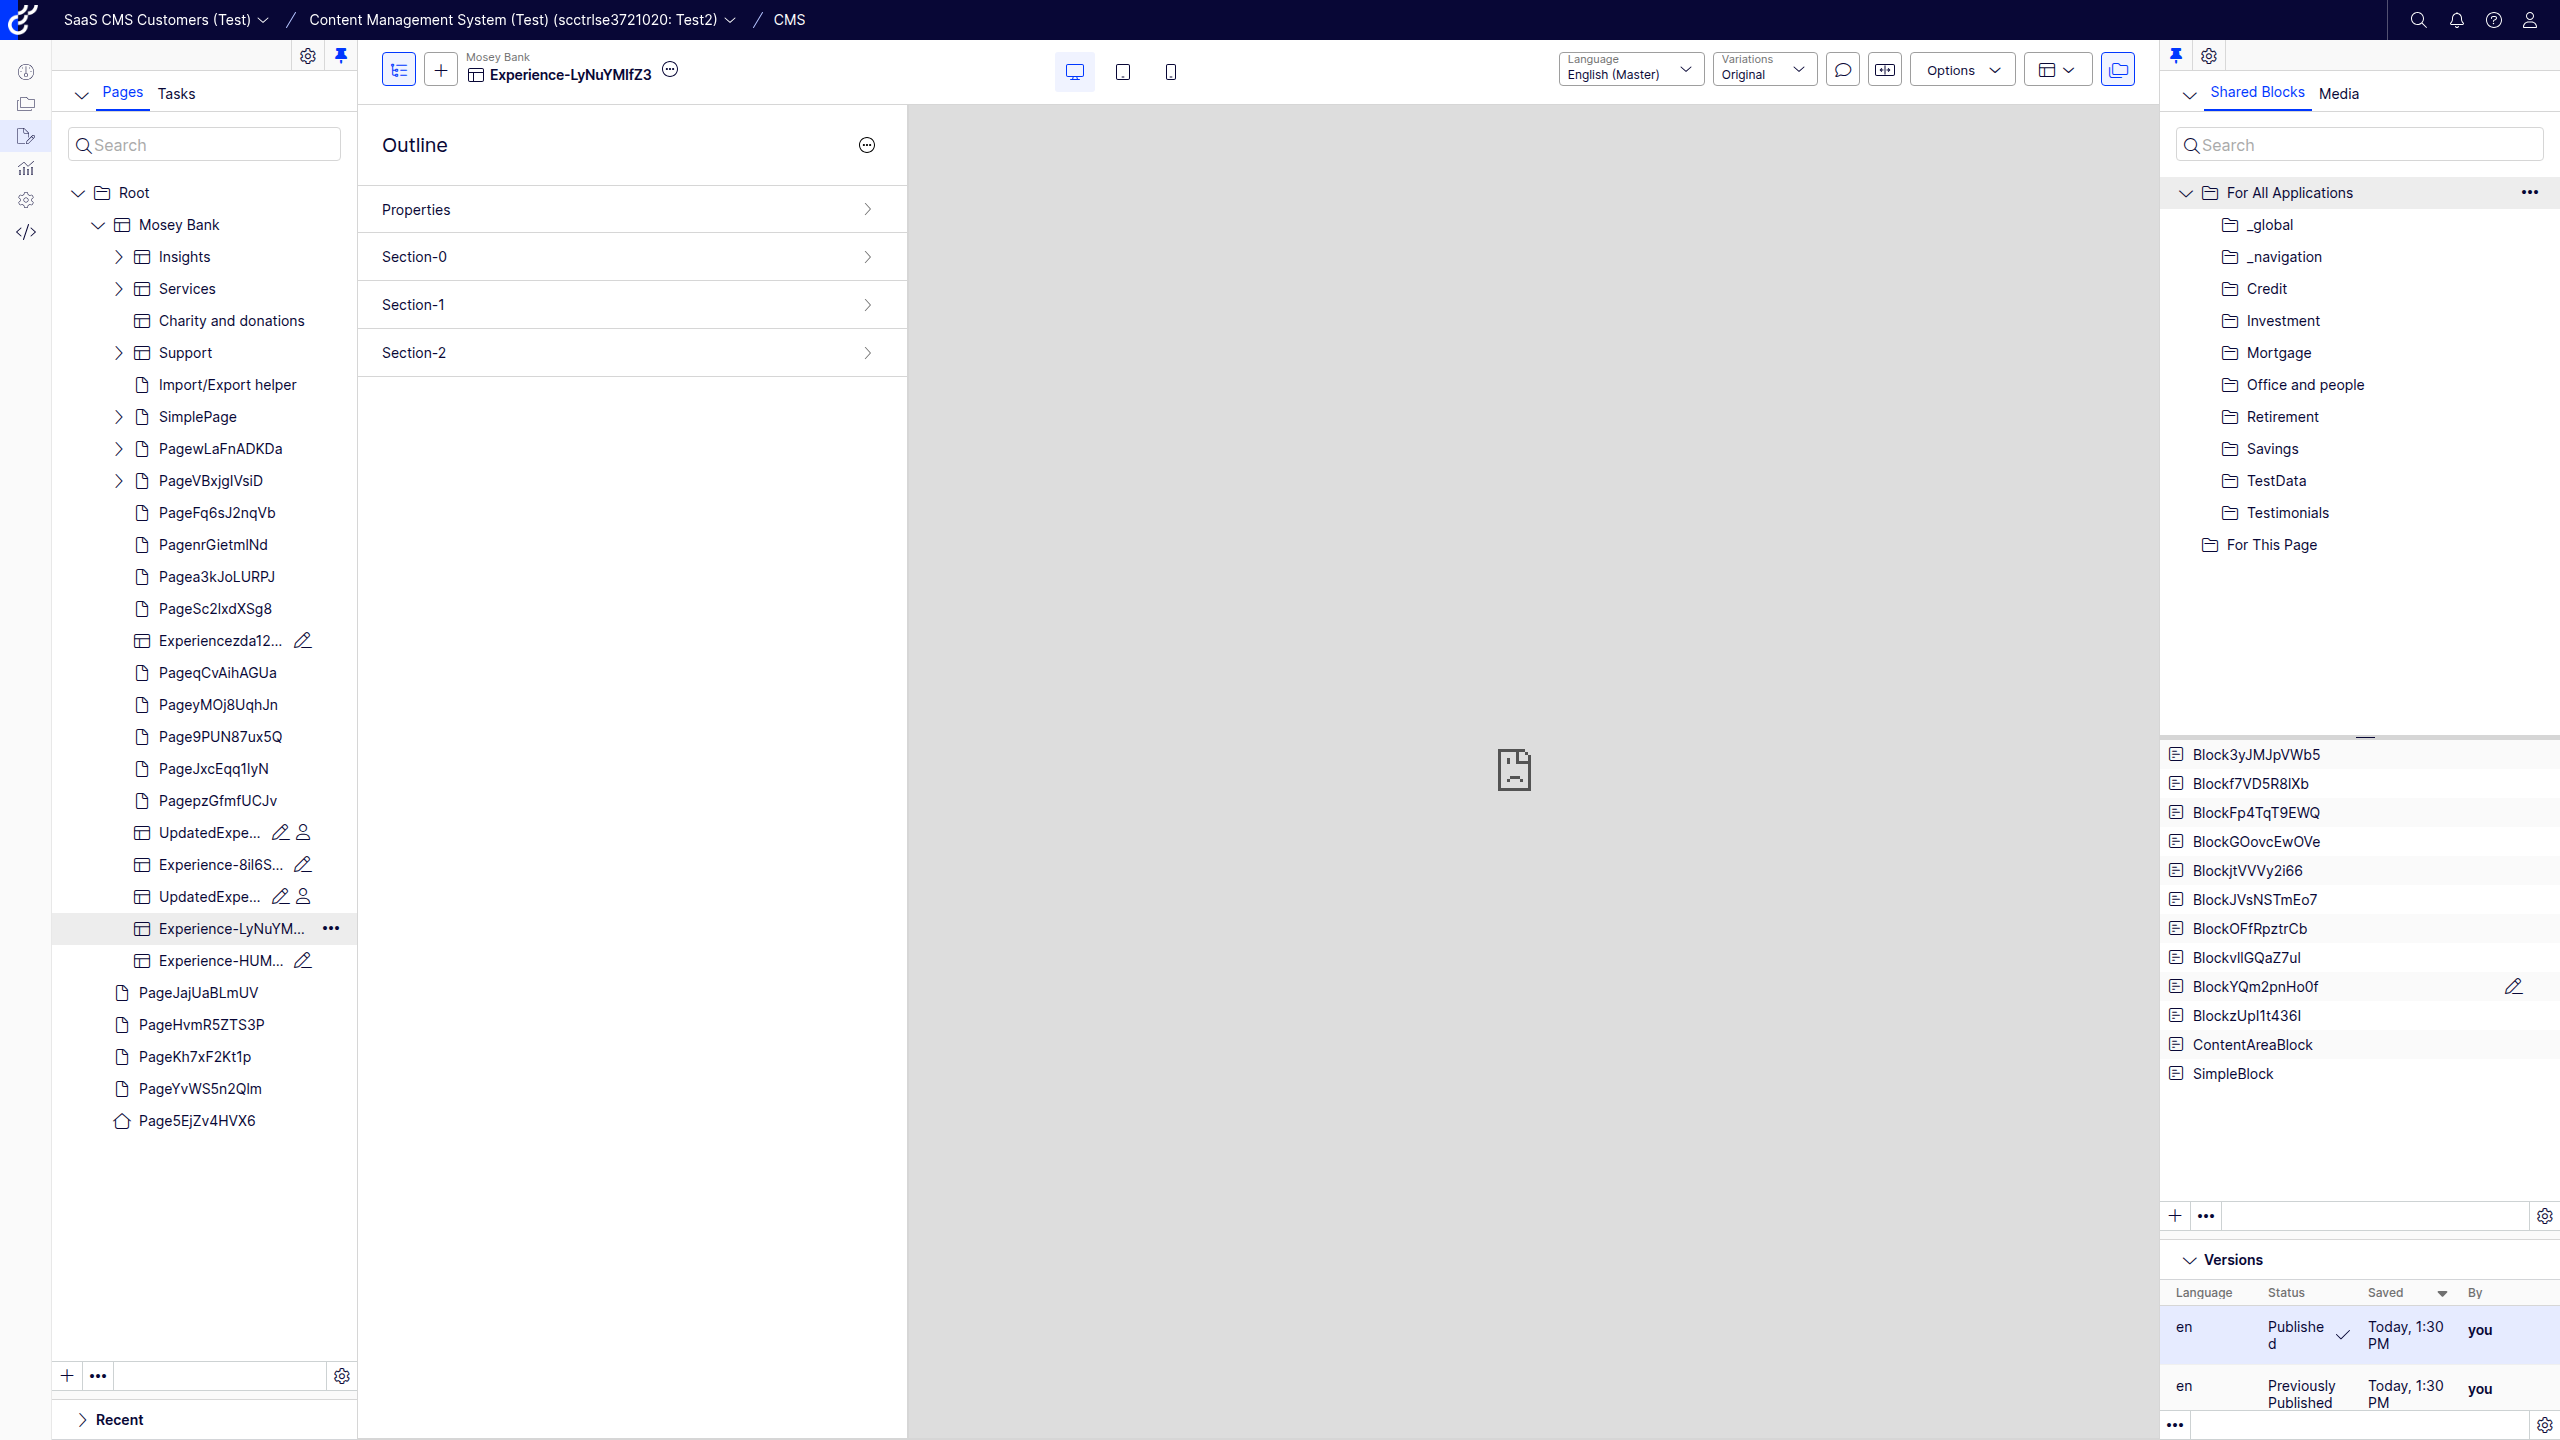 SaaS CMS Customers (Test) / Content Management System (Test) (scctrlse3721020: Test2) / CMS
Pages Tasks
Search
Root
Mosey Bank
Insights
Services
Charity and donations
Support
Import/Export helper
SimplePage
PagewLaFnADKDa
PageVBxjglVsiD
PageFq6sJ2nqVb
PagenrGietmlNd
Pagea3kJoLURPJ
PageSc2lxdXSg8
Experiencezda12...
PageqCvAihAGUa
PageyMOj8UqhJn
Page9PUN87ux5Q
PageJxcEqq1lyN
PagepzGfmfUCJv
UpdatedExpe...
Experience-8il6S...
UpdatedExpe...
Experience-LyNuYM...
Experience-HUM...
PageJajUaBLmUV
PageHvmR5ZTS3P
PageKh7xF2Kt1p
PageYvWS5n2Qlm
Page5EjZv4HVX6
Recent
Mosey Bank
Experience-LyNuYMlfZ3
Language
English (Master)
Variations
Original
Options
Outline
Properties
Section-0
Section-1
Section-2
Shared Blocks Media
Search
For All Applications
_global
_navigation
Credit
Investment
Mortgage
Office and people
Retirement
Savings
TestData
Testimonials
For This Page
Block3yJMJpVWb5
Blockf7VD5R8lXb
BlockFp4TqT9EWQ
BlockGOovcEwOVe
BlockjtVVVy2i66
BlockJVsNSTmEo7
BlockOFfRpztrCb
BlockvllGQaZ7ul
BlockYQm2pnHo0f
BlockzUpI1t436I
ContentAreaBlock
SimpleBlock
Versions
Language Status Saved By
en Publishe Today, 1:30 you
d PM
en Previously Today, 1:30 you
Published PM